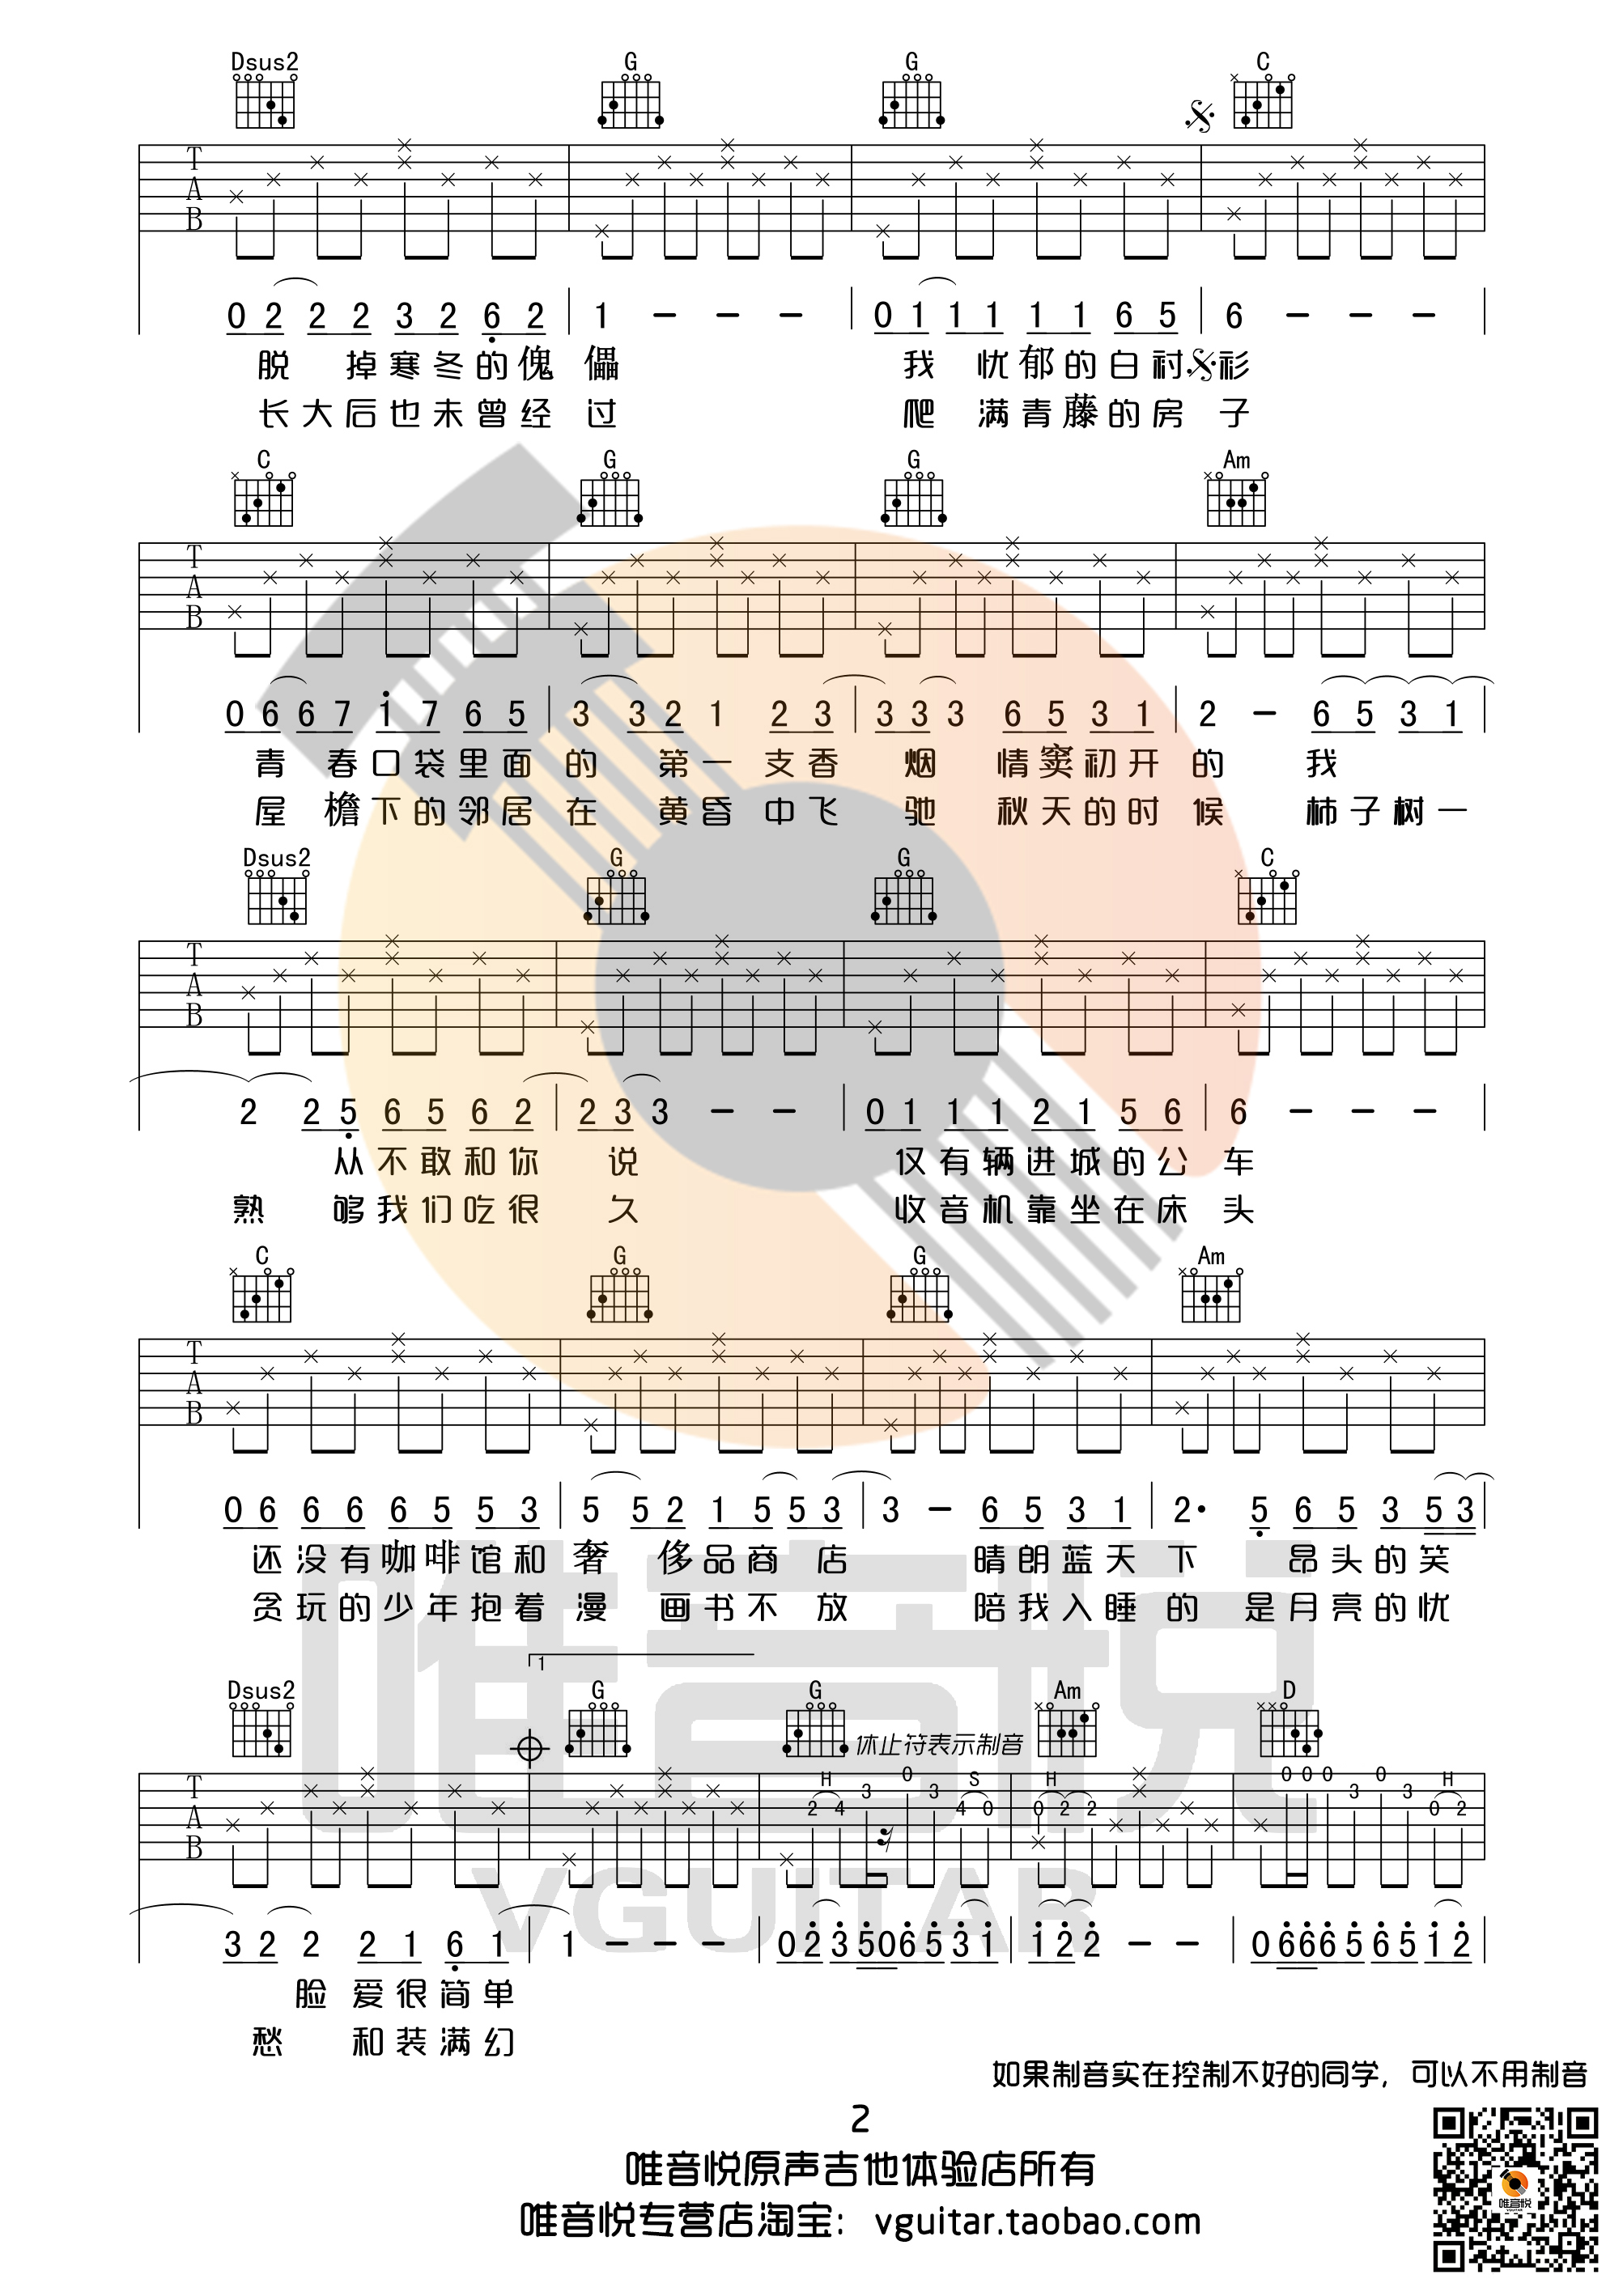 Dsus2 G G C
T A B
0 2 2 2 3 2 6 2 | 1 - - - | 0 1 1 1 1 1 6 5 | 6 - - - |
脱 掉寒冬的傀 儡 我 忧郁的白衬 衫
长大后也未曾经 过 爬 满青藤的房 子
C G G Am
T A B
0 6 6 7 1 7 6 5 | 3 3 2 1 2 3 | 3 3 3 6 5 3 1 | 2 - 6 5 3 1 |
青 春口袋里面 的 第一 支香 烟 情窦初开 的 我
屋 檐下的邻居 在 黄昏 中飞 驰 秋天的时 候 柿子树一
Dsus2 G G C
T A B
2 2 5 6 5 6 2 | 2 3 3 - - | 0 1 1 1 2 1 5 6 | 6 - - - |
从不敢和你 说 仅有辆进城的公 车
熟 够我们吃很 久 收音机靠坐在床 头
C G G Am
T A B
0 6 6 6 6 5 5 3 | 5 5 2 1 5 5 3 | 3 - 6 5 3 1 | 2· 5 6 5 3 5 3 |
还没有咖啡馆和 奢 侈品商 店 晴朗蓝天 下 昂头的笑
贪玩的少年抱着 漫 画书不 放 陪我入睡 的 是月亮的忧
1
Dsus2 G G 休止符表示制音 Am D
T A B
H S H H
2 4 3 0 3 4 0 0 2 2 0 0 0 3 0 3 0 2
3 2 2 2 1 6 1 | 1 - - - | 0 2 3 5 0 6 5 3 1 | 1 2 2 - - | 0 6 6 6 5 6 5 1 2 |
脸 爱很简单
愁 和装满幻
如果制音实在控制不好的同学，可以不用制音
2
唯音悦原声吉他体验店所有
唯音悦专营店淘宝：vguitar.taobao.com
唯音悦
VGUITAR
唯音悦